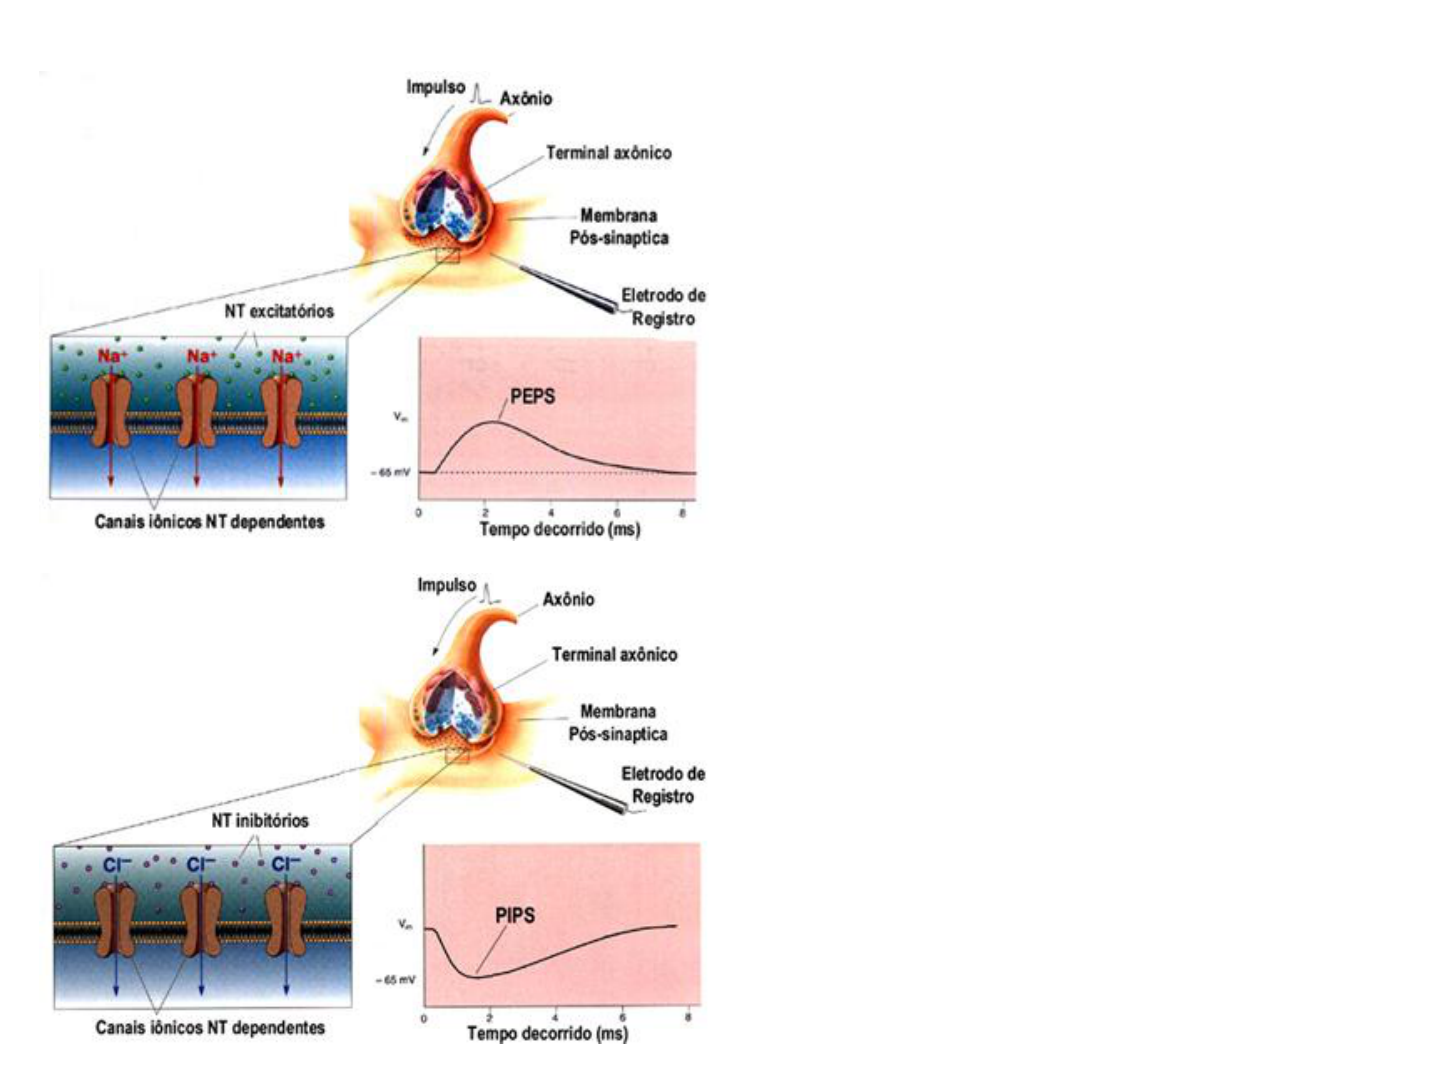 Impulso
Axônio
Terminal axônico
Membrana
Pós-sinaptica
Eletrodo de
Registro
NT excitatórios
Na⁺ Na⁺ Na⁺
Canais iônicos NT dependentes
PEPS
Vₘ
– 65 mV
0 2 4 6 8
Tempo decorrido (ms)
Impulso
Axônio
Terminal axônico
Membrana
Pós-sinaptica
Eletrodo de
Registro
NT inibitórios
Cl⁻ Cl⁻ Cl⁻
Canais iônicos NT dependentes
PIPS
Vₘ
– 65 mV
0 2 4 6 8
Tempo decorrido (ms)